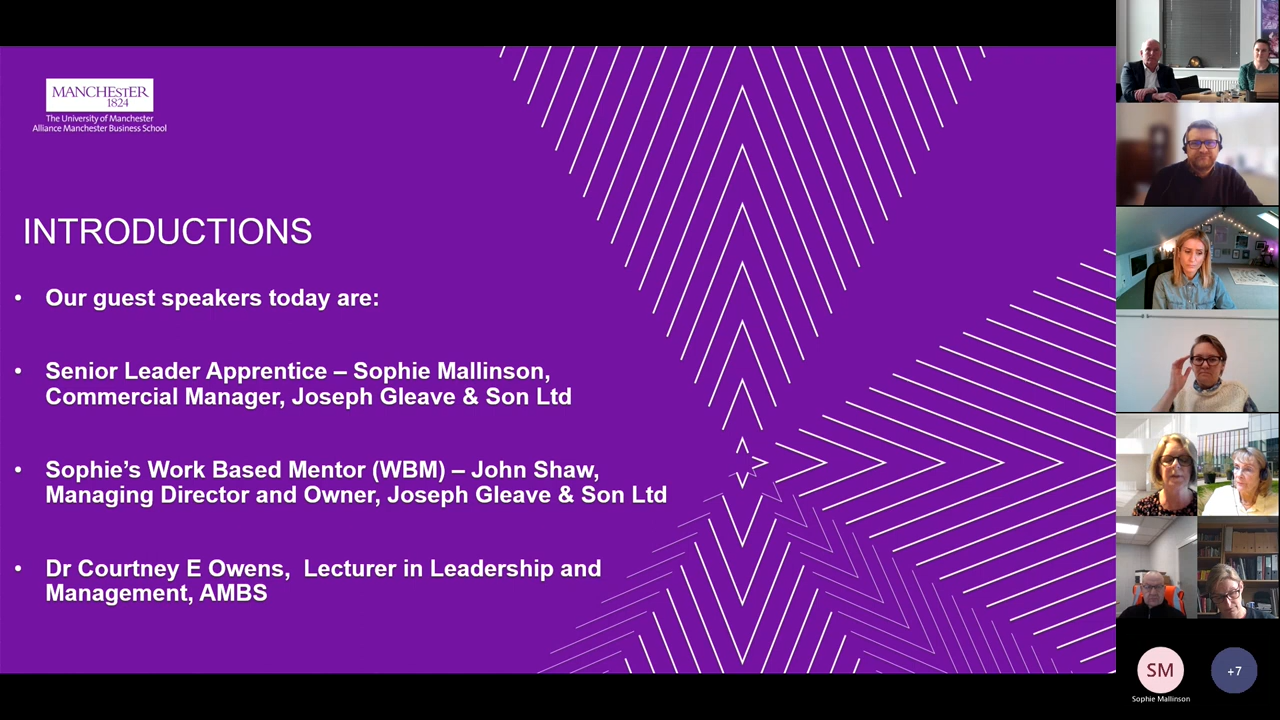 MANCHESTER
1824
The University of Manchester
Alliance Manchester Business School
INTRODUCTIONS
• Our guest speakers today are:
• Senior Leader Apprentice – Sophie Mallinson,
Commercial Manager, Joseph Gleave & Son Ltd
• Sophie’s Work Based Mentor (WBM) – John Shaw,
Managing Director and Owner, Joseph Gleave & Son Ltd
• Dr Courtney E Owens, Lecturer in Leadership and
Management, AMBS
SM
+7
Sophie Mallinson